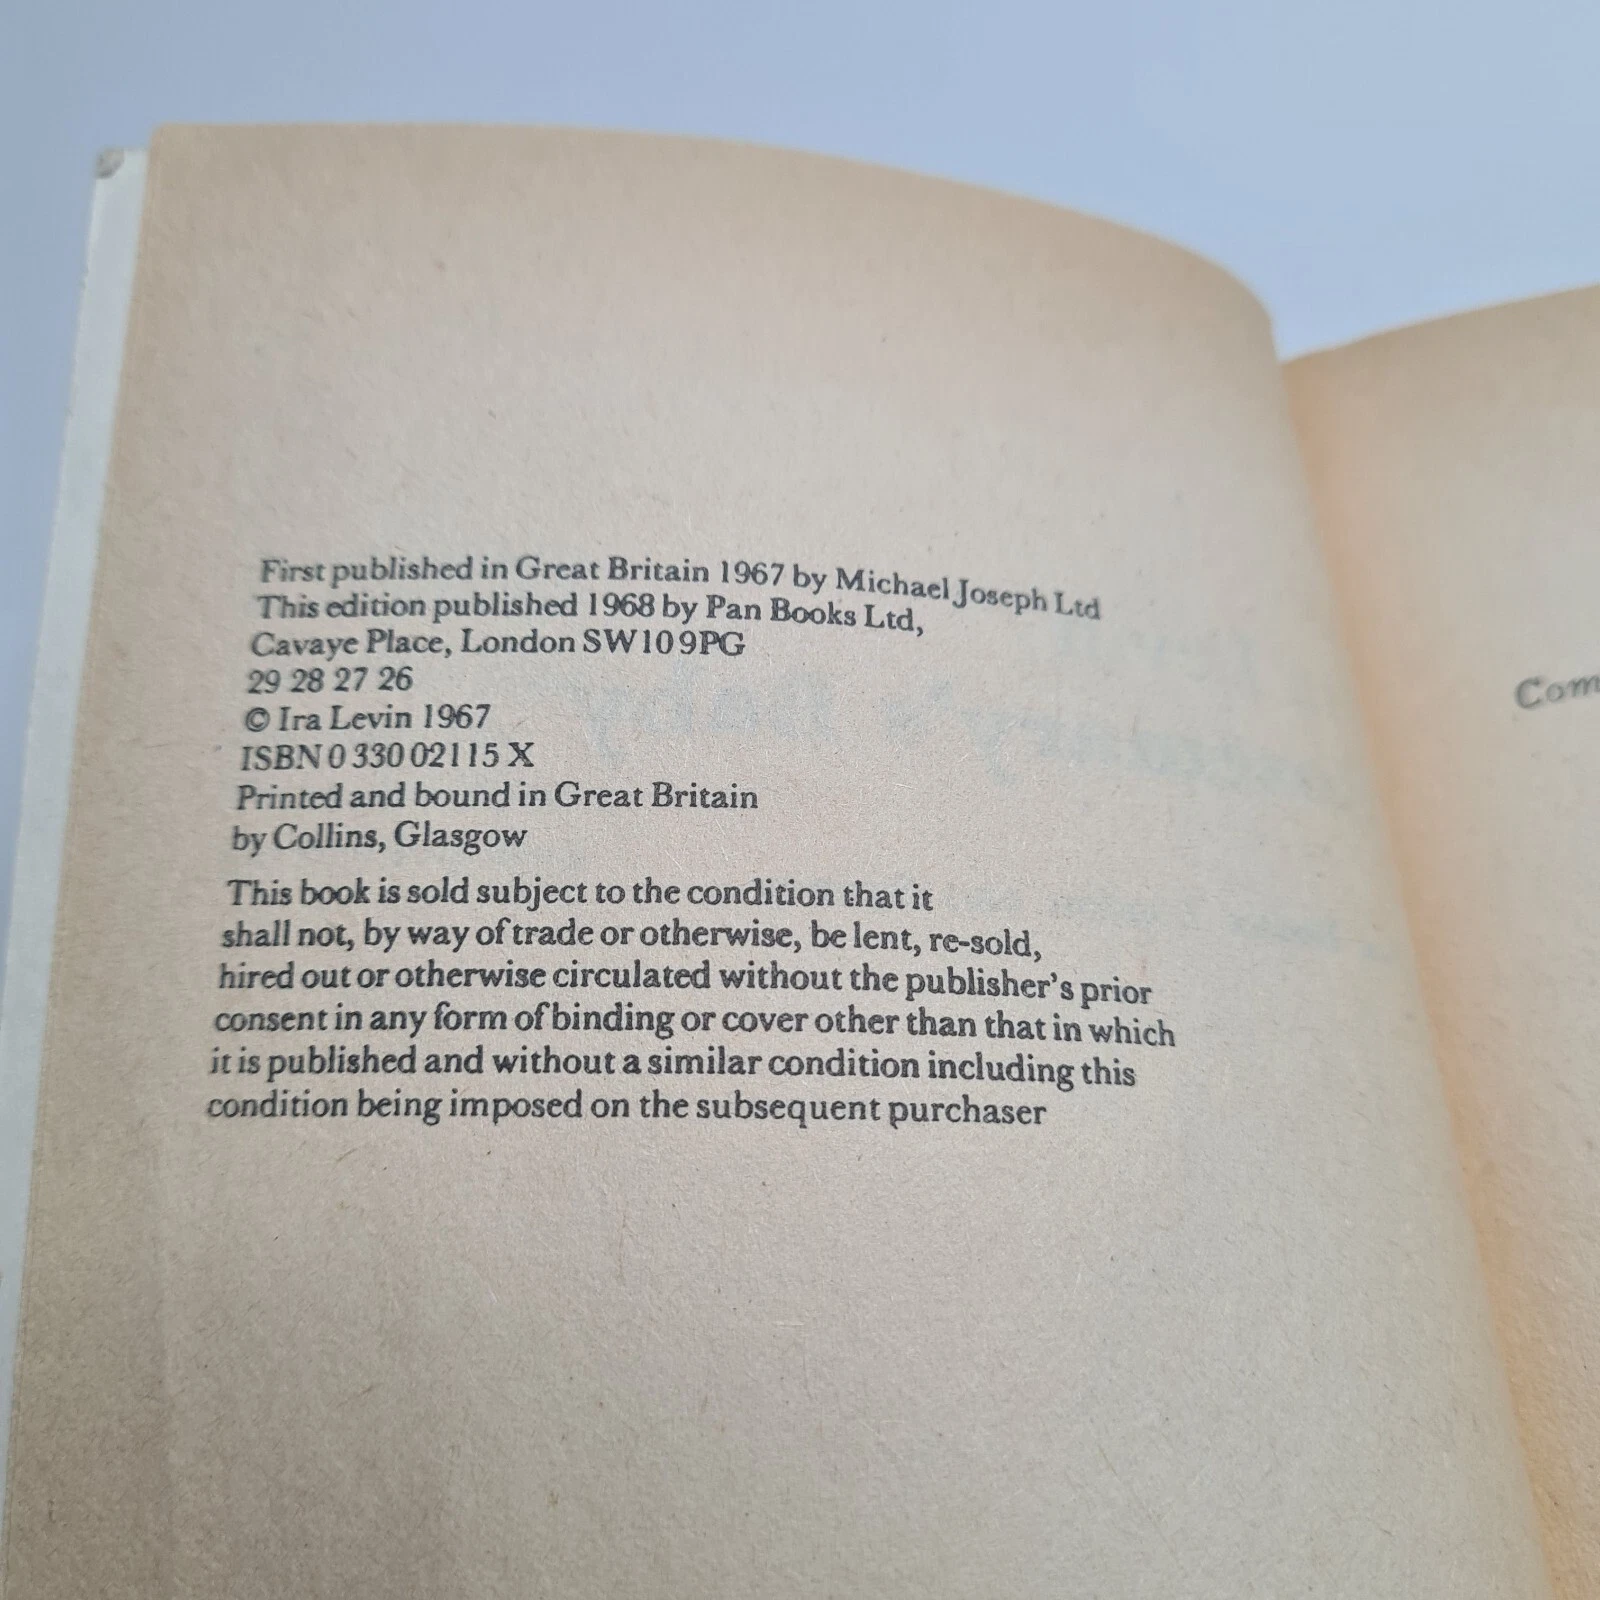 First published in Great Britain 1967 by Michael Joseph Ltd
This edition published 1968 by Pan Books Ltd,
Cavaye Place, London SW10 9PG
29 28 27 26
© Ira Levin 1967
ISBN 0 330 02115 X
Printed and bound in Great Britain
by Collins, Glasgow
This book is sold subject to the condition that it
shall not, by way of trade or otherwise, be lent, re-sold,
hired out or otherwise circulated without the publisher's prior
consent in any form of binding or cover other than that in which
it is published and without a similar condition including this
condition being imposed on the subsequent purchaser
Com